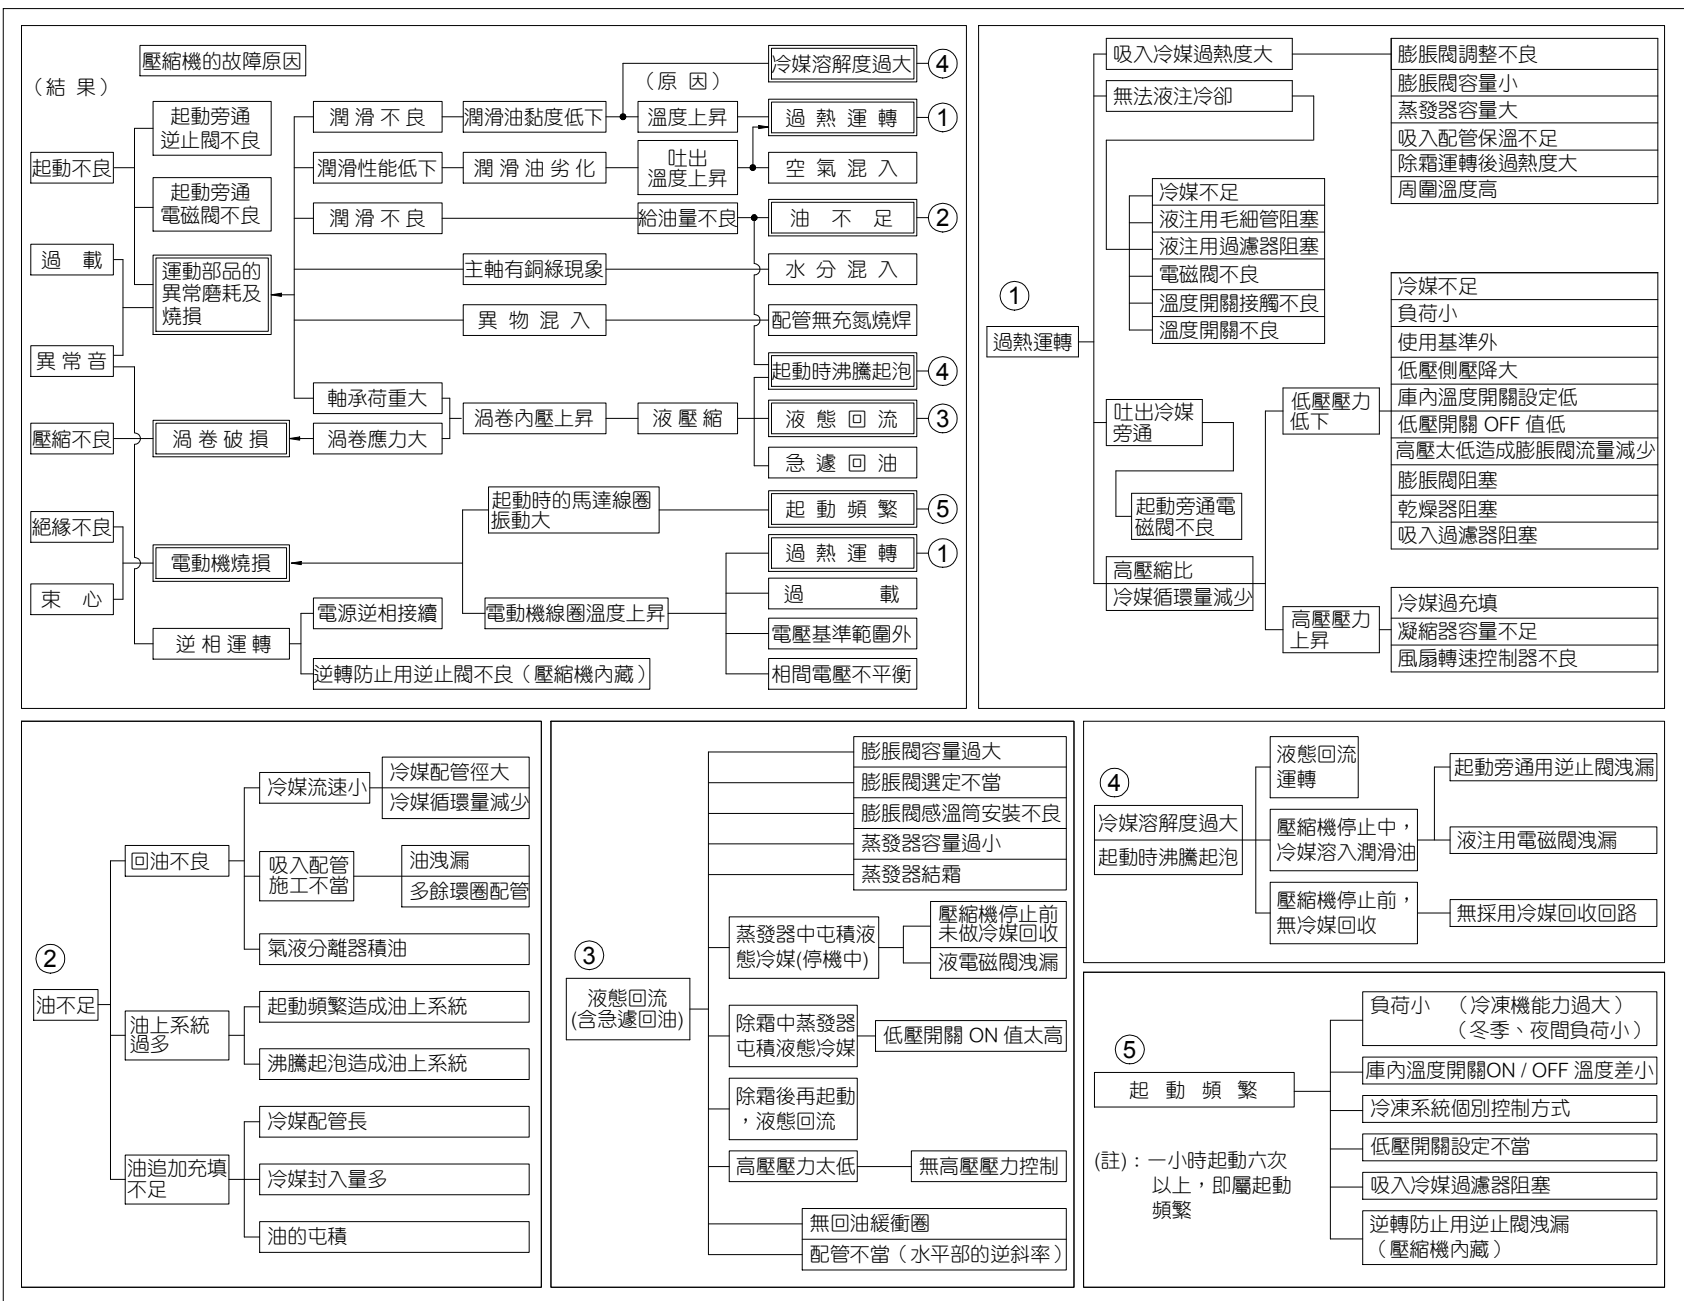 壓縮機的故障原因
(結 果)
(原 因)
起動不良
過 載
異常音
壓縮不良
絕緣不良
束 心
起動旁通
逆止閥不良
起動旁通
電磁閥不良
運動部品的
異常磨耗及
燒損
渦卷破損
電動機燒損
逆相運轉
潤滑不良
潤滑油黏度低下
溫度上昇
冷媒溶解度過大
④
過熱運轉
①
潤滑性能低下
潤滑油劣化
吐出
溫度上昇
空氣混入
潤滑不良
給油量不良
油不足
②
主軸有銅綠現象
水分混入
異物混入
配管無充氮燒焊
起動時沸騰起泡
④
軸承荷重大
渦卷應力大
渦卷內壓上昇
液壓縮
液態回流
③
急遽回油
起動時的馬達線圈
振動大
起動頻繁
⑤
電動機線圈溫度上昇
過熱運轉
①
過 載
電壓基準範圍外
相間電壓不平衡
電源逆相接續
逆轉防止用逆止閥不良(壓縮機內藏)
①
過熱運轉
吸入冷媒過熱度大
膨脹閥調整不良
膨脹閥容量小
蒸發器容量大
吸入配管保溫不足
除霜運轉後過熱度大
周圍溫度高
無法液注冷卻
冷媒不足
液注用毛細管阻塞
液注用過濾器阻塞
電磁閥不良
溫度開關接觸不良
溫度開關不良
吐出冷媒
旁通
起動旁通電
磁閥不良
高壓縮比
冷媒循環量減少
低壓壓力
低下
冷媒不足
負荷小
使用基準外
低壓側壓降大
庫內溫度開關設定低
低壓開關 OFF 值低
高壓太低造成膨脹閥流量減少
膨脹閥阻塞
乾燥器阻塞
吸入過濾器阻塞
高壓壓力
上昇
冷媒過充填
凝縮器容量不足
風扇轉速控制器不良
②
油不足
回油不良
冷媒流速小
冷媒配管徑大
冷媒循環量減少
吸入配管
施工不當
油洩漏
多餘環圈配管
氣液分離器積油
油上系統
過多
起動頻繁造成油上系統
沸騰起泡造成油上系統
油追加充填
不足
冷媒配管長
冷媒封入量多
油的屯積
③
液態回流
(含急遽回油)
膨脹閥容量過大
膨脹閥選定不當
膨脹閥感溫筒安裝不良
蒸發器容量過小
蒸發器結霜
蒸發器中屯積液
態冷媒(停機中)
壓縮機停止前
未做冷媒回收
液電磁閥洩漏
除霜中蒸發器
屯積液態冷媒
低壓開關 ON 值太高
除霜後再起動
,液態回流
高壓壓力太低
無高壓壓力控制
無回油緩衝圈
配管不當(水平部的逆斜率)
④
冷媒溶解度過大
起動時沸騰起泡
液態回流
運轉
壓縮機停止中,
冷媒溶入潤滑油
起動旁通用逆止閥洩漏
液注用電磁閥洩漏
壓縮機停止前,
無冷媒回收
無採用冷媒回收回路
⑤
起動頻繁
(註):一小時起動六次
以上,即屬起動
頻繁
負荷小 (冷凍機能力過大)
(冬季、夜間負荷小)
庫內溫度開關ON / OFF 溫度差小
冷凍系統個別控制方式
低壓開關設定不當
吸入冷媒過濾器阻塞
逆轉防止用逆止閥洩漏
(壓縮機內藏)